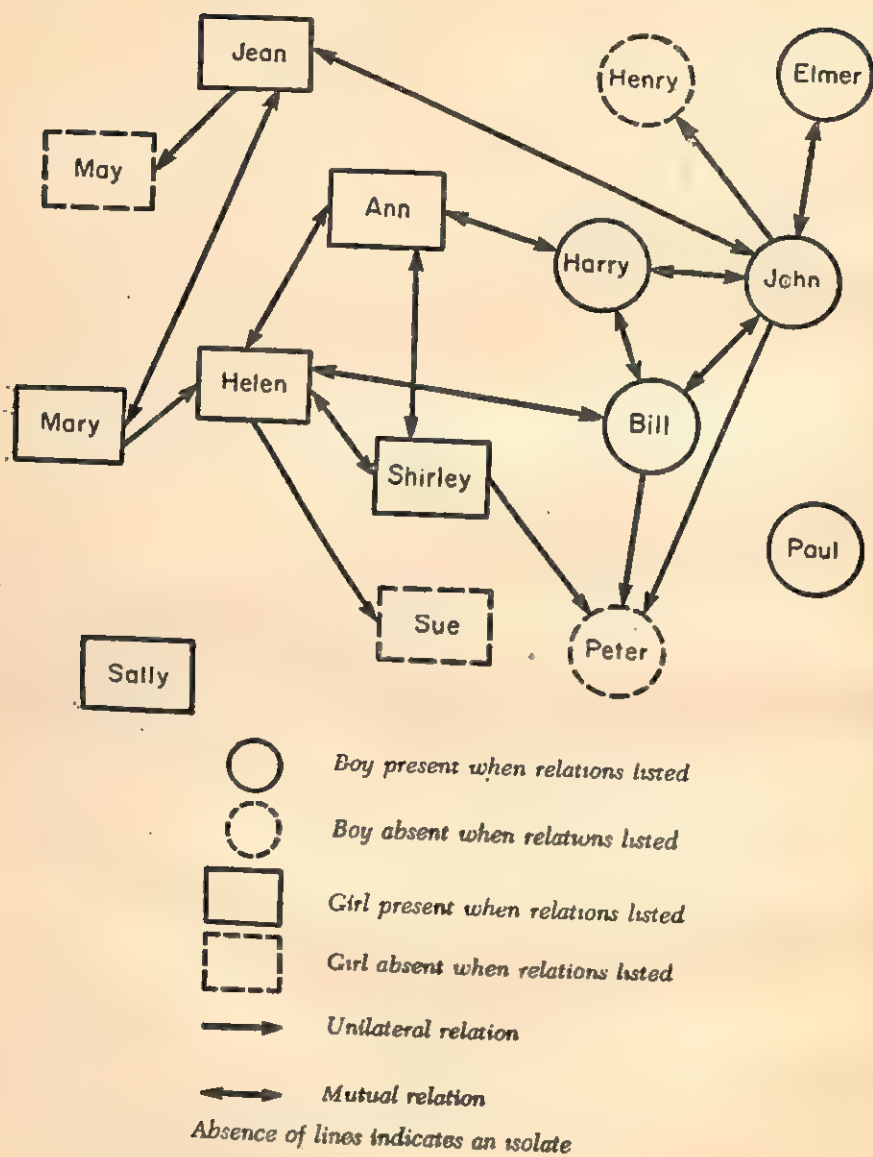 Jean
Henry
Elmer
May
Ann
Harry
John
Helen
Mary
Bill
Shirley
Paul
Sue
Peter
Sally
Boy present when relations listed
Boy absent when relations listed
Girl present when relations listed
Girl absent when relations listed
Unilateral relation
Mutual relation
Absence of lines indicates an isolate